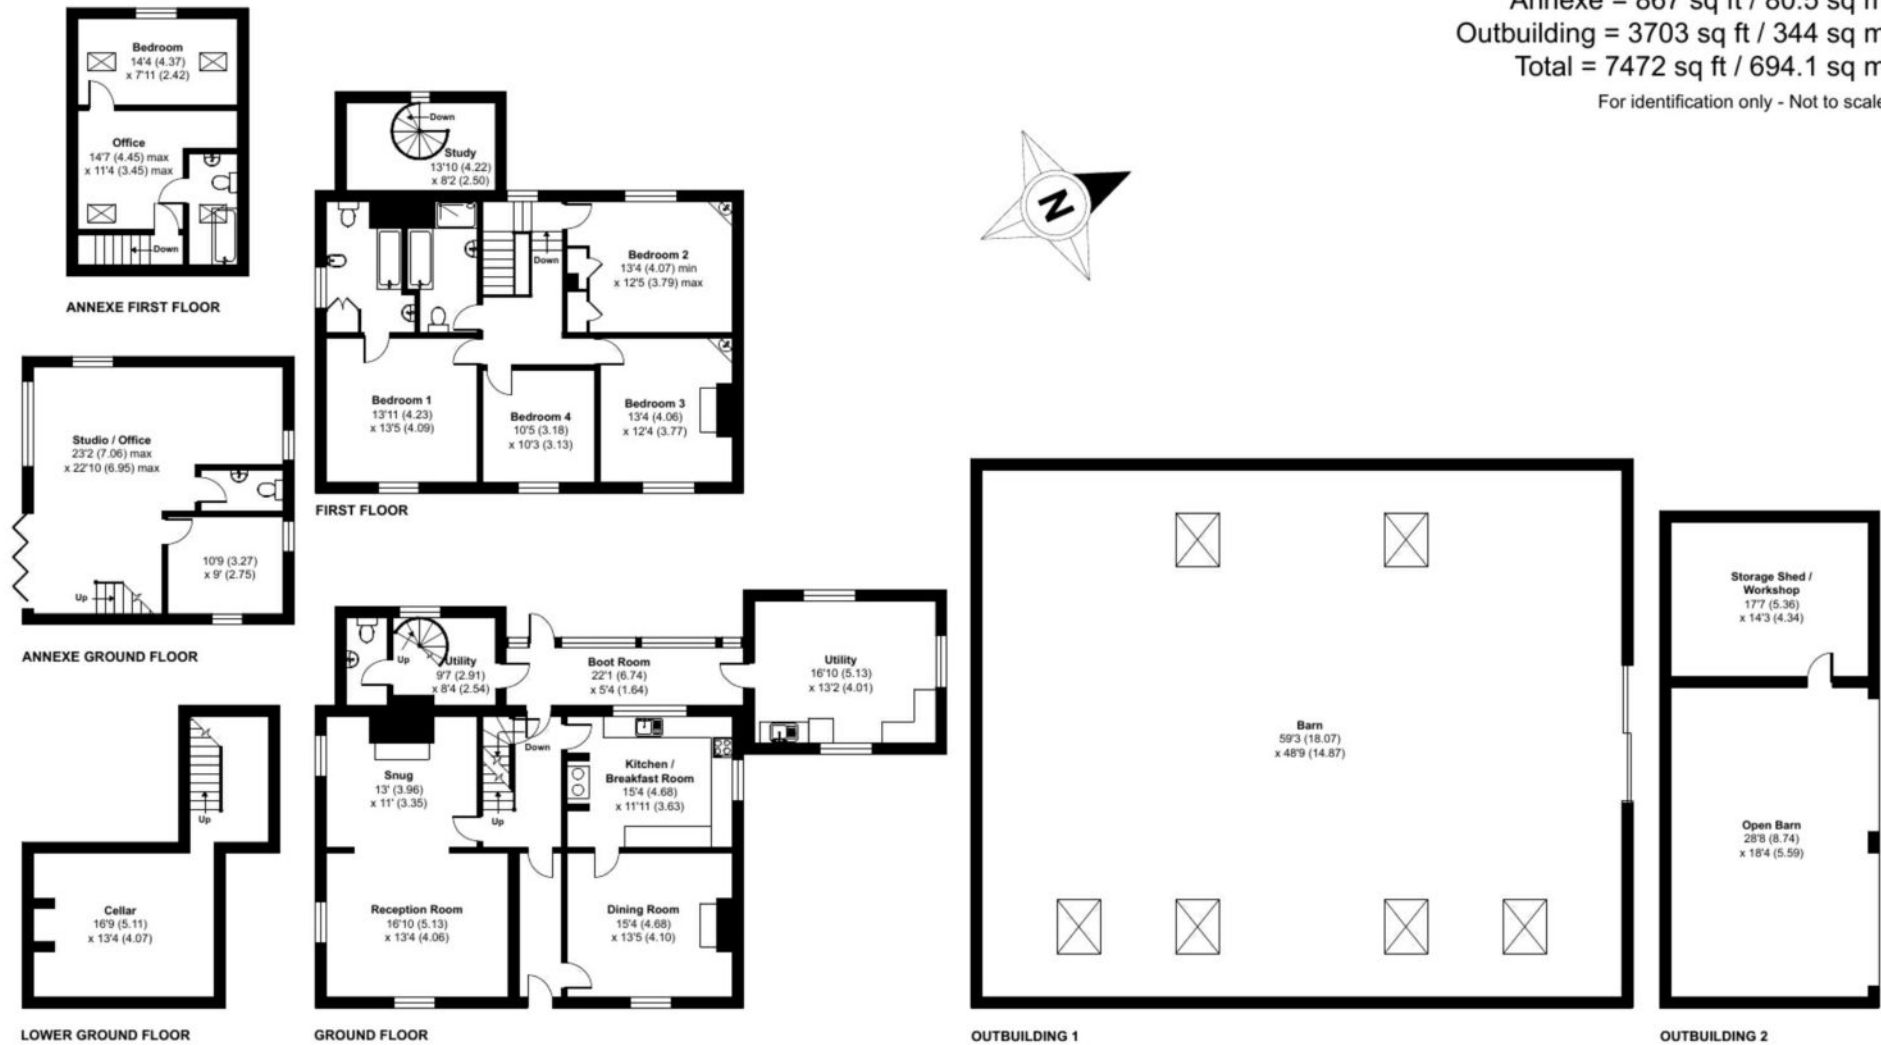 Annexe = 867 sq ft / 80.5 sq m
Outbuilding = 3703 sq ft / 344 sq m
Total = 7472 sq ft / 694.1 sq m
For identification only - Not to scale
Bedroom
14'4 (4.37)
x 7'11 (2.42)
Office
14'7 (4.45) max
x 11'4 (3.45) max
Down
ANNEXE FIRST FLOOR
Down
Study
13'10 (4.22)
x 8'2 (2.50)
Down
Bedroom 2
13'4 (4.07) min
x 12'5 (3.79) max
Bedroom 1
13'11 (4.23)
x 13'5 (4.09)
Bedroom 4
10'5 (3.18)
x 10'3 (3.13)
Bedroom 3
13'4 (4.06)
x 12'4 (3.77)
FIRST FLOOR
N
Studio / Office
23'2 (7.06) max
x 22'10 (6.95) max
10'9 (3.27)
x 9' (2.75)
Up
ANNEXE GROUND FLOOR
Up
Cellar
16'9 (5.11)
x 13'4 (4.07)
LOWER GROUND FLOOR
Up
Utility
9'7 (2.91)
x 8'4 (2.54)
Boot Room
22'1 (6.74)
x 5'4 (1.64)
Utility
16'10 (5.13)
x 13'2 (4.01)
Down
Snug
13' (3.96)
x 11' (3.35)
Up
Kitchen /
Breakfast Room
15'4 (4.68)
x 11'11 (3.63)
Reception Room
16'10 (5.13)
x 13'4 (4.06)
Dining Room
15'4 (4.68)
x 13'5 (4.10)
GROUND FLOOR
Barn
59'3 (18.07)
x 48'9 (14.87)
OUTBUILDING 1
Storage Shed /
Workshop
17'7 (5.36)
x 14'3 (4.34)
Open Barn
28'8 (8.74)
x 18'4 (5.59)
OUTBUILDING 2